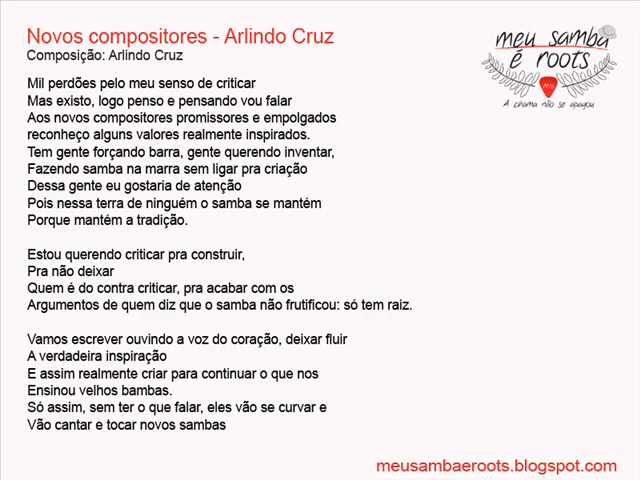 Novos compositores - Arlindo Cruz
Composição: Arlindo Cruz
meu samba
é roots
M/R
A chama não se apagou
Mil perdões pelo meu senso de criticar
Mas existo, logo penso e pensando vou falar
Aos novos compositores promissores e empolgados
reconheço alguns valores realmente inspirados.
Tem gente forçando barra, gente querendo inventar,
Fazendo samba na marra sem ligar pra criação
Dessa gente eu gostaria de atenção
Pois nessa terra de ninguém o samba se mantém
Porque mantém a tradição.
Estou querendo criticar pra construir,
Pra não deixar
Quem é do contra criticar, pra acabar com os
Argumentos de quem diz que o samba não frutificou: só tem raiz.
Vamos escrever ouvindo a voz do coração, deixar fluir
A verdadeira inspiração
E assim realmente criar para continuar o que nos
Ensinou velhos bambas.
Só assim, sem ter o que falar, eles vão se curvar e
Vão cantar e tocar novos sambas
meusambaeroots.blogspot.com